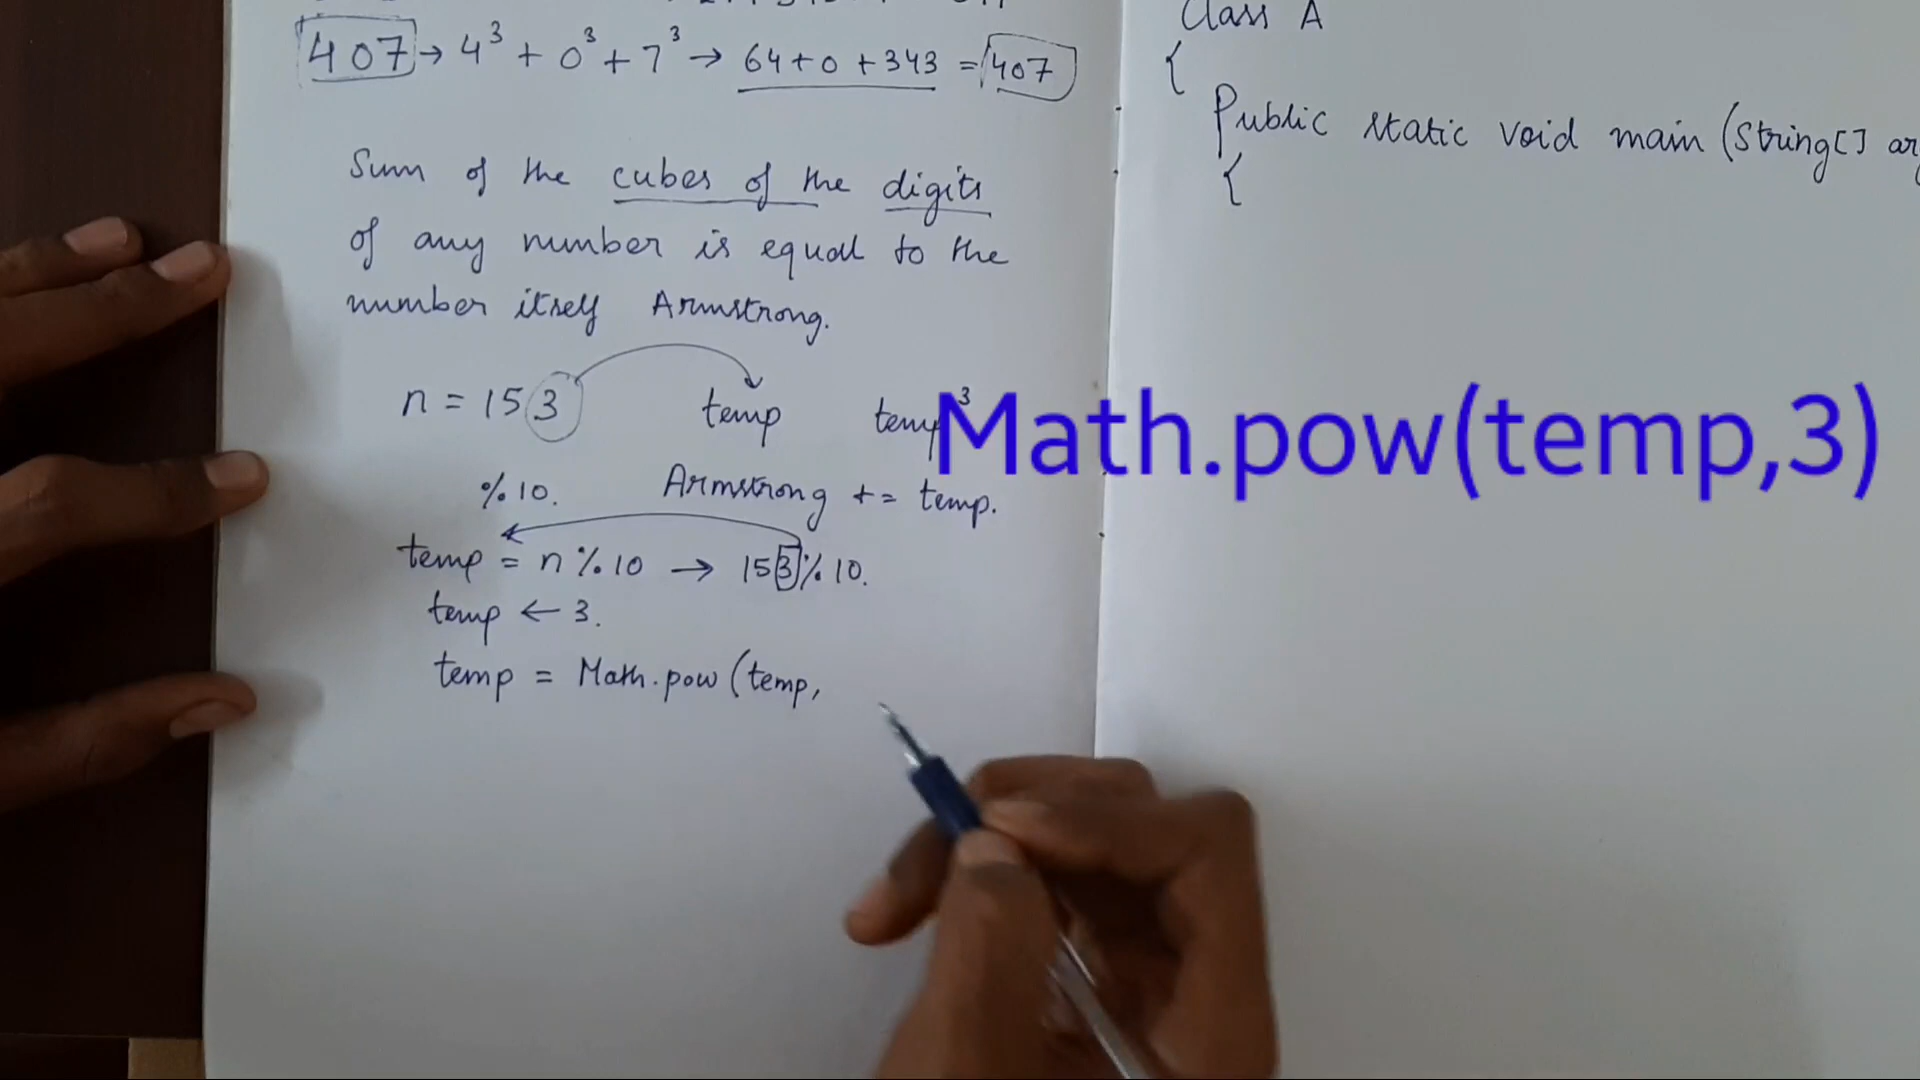 407 → 4³ + 0³ + 7³ → 64+0+343 = 407
Sum of the cubes of the digits
of any number is equal to the
number itself Armstrong.
n = 153 temp temp³
%10. Armstrong += temp.
temp = n%10 → 153%10.
temp ← 3.
temp = Math.pow (temp,
Class A
{
Public static void main (String[] ar
{
Math.pow(temp,3)